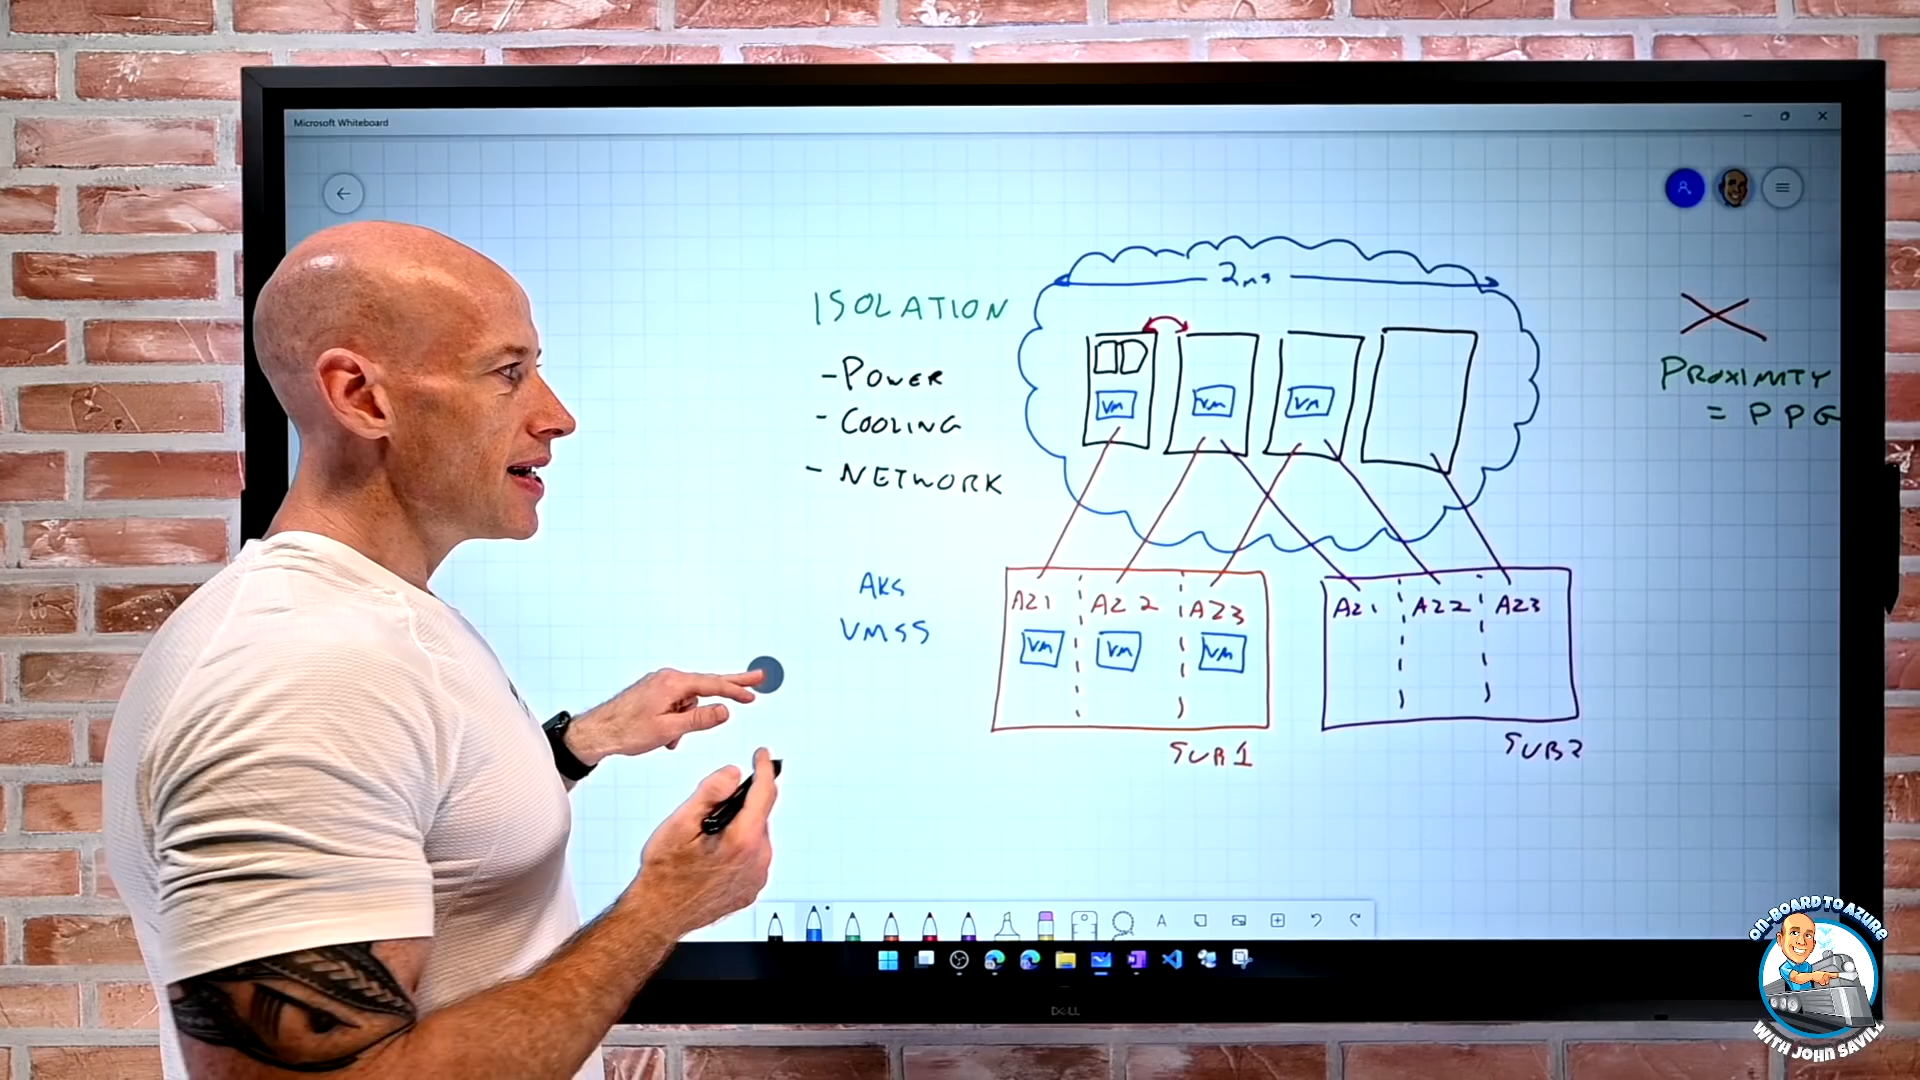 Microsoft Whiteboard
2ms
ISOLATION
- POWER
- COOLING
- NETWORK
VM VM VM
PROXIMITY
= PPG
AKS
VMSS
AZ1 AZ2 AZ3
VM VM VM
SUB1
AZ1 AZ2 AZ3
SUB2
A
DELL
ON-BOARD TO AZURE
WITH JOHN SAVILL